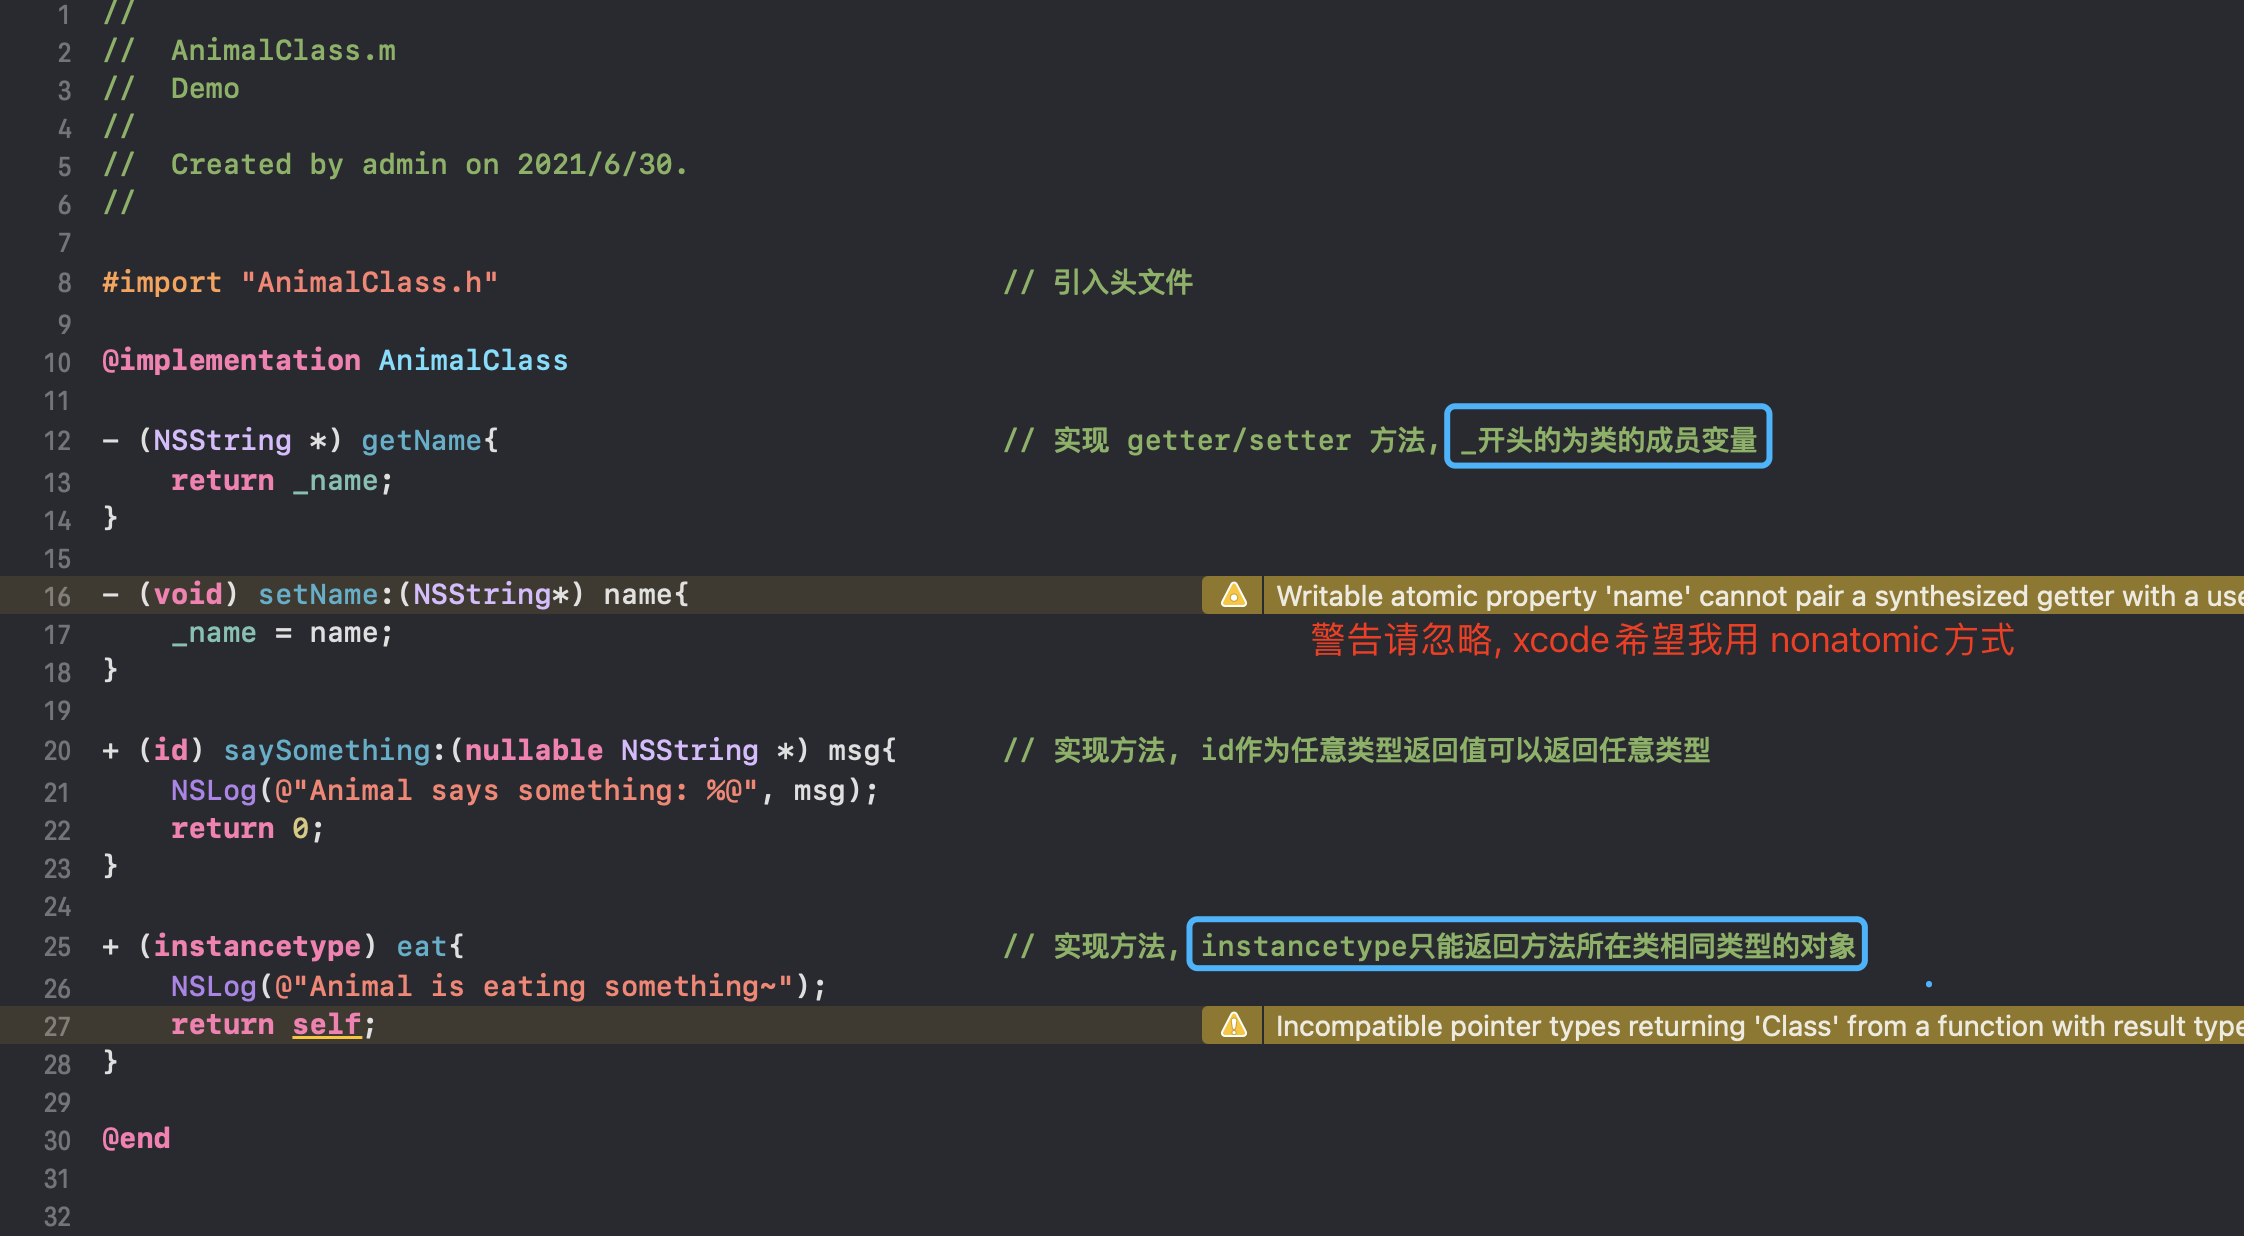 1 //
2 //  AnimalClass.m
3 //  Demo
4 //
5 //  Created by admin on 2021/6/30.
6 //
7
8 #import "AnimalClass.h" // 引入头文件
9
10 @implementation AnimalClass
11
12 - (NSString *) getName{ // 实现 getter/setter 方法, _开头的为类的成员变量
13     return _name;
14 }
15
16 - (void) setName:(NSString*) name{ Writable atomic property 'name' cannot pair a synthesized getter with a use
17     _name = name; 警告请忽略, xcode希望我用 nonatomic方式
18 }
19
20 + (id) saySomething:(nullable NSString *) msg{ // 实现方法, id作为任意类型返回值可以返回任意类型
21     NSLog(@"Animal says something: %@", msg);
22     return 0;
23 }
24
25 + (instancetype) eat{ // 实现方法, instancetype只能返回方法所在类相同类型的对象
26     NSLog(@"Animal is eating something~");
27     return self; Incompatible pointer types returning 'Class' from a function with result type
28 }
29
30 @end
31
32